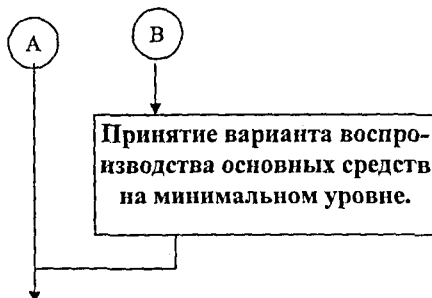 A
B
Принятие варианта воспро-
изводства основных средств
на минимальном уровне.